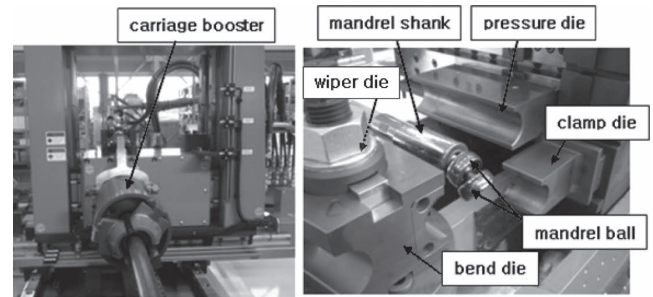 carriage booster
mandrel shank
pressure die
wiper die
clamp die
mandrel ball
bend die